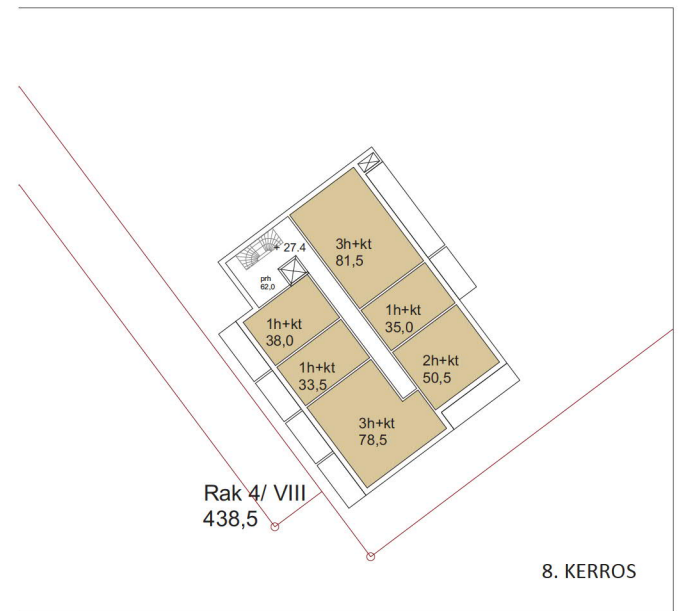 3h+kt
81,5
+ 27.4
prh
62,0
1h+kt
35,0
1h+kt
38,0
2h+kt
50,5
1h+kt
33,5
3h+kt
78,5
Rak 4/ VIII
438,5
8. KERROS